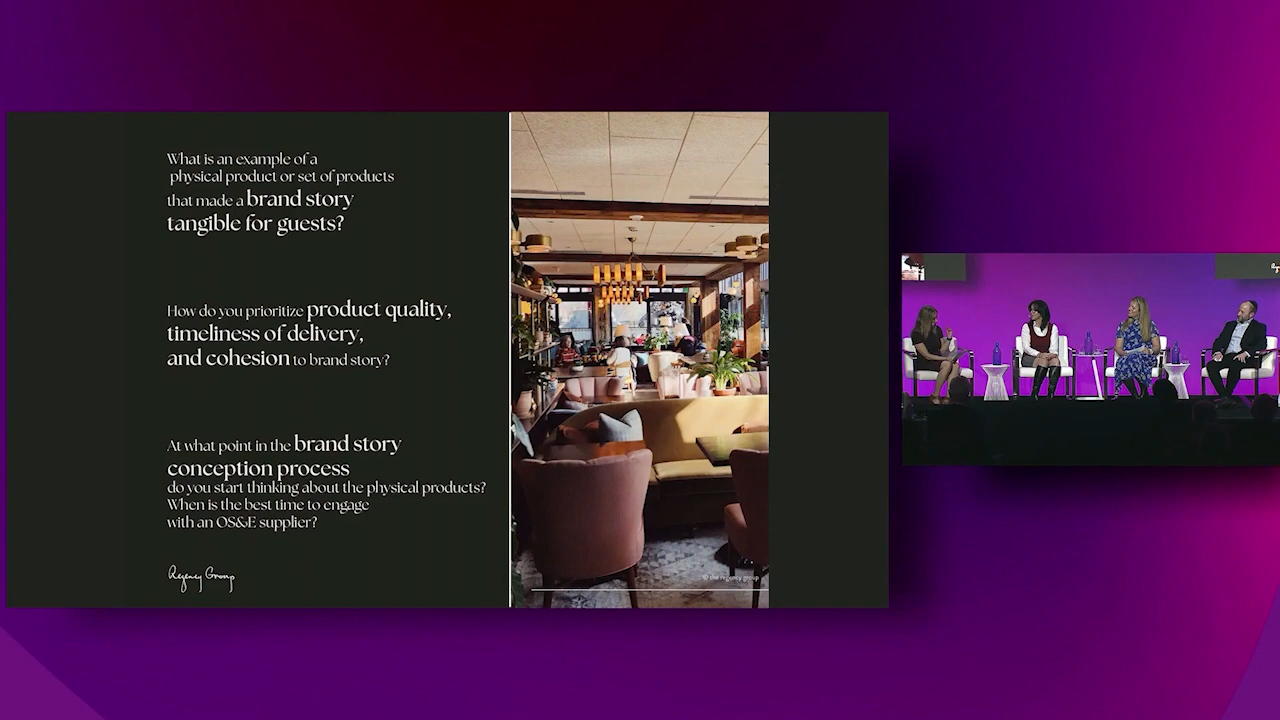 What is an example of a
physical product or set of products
that made a brand story
tangible for guests?
How do you prioritize product quality,
timeliness of delivery,
and cohesion to brand story?
At what point in the brand story
conception process
do you start thinking about the physical products?
When is the best time to engage
with an OS&E supplier?
Regency Group
© the regency group